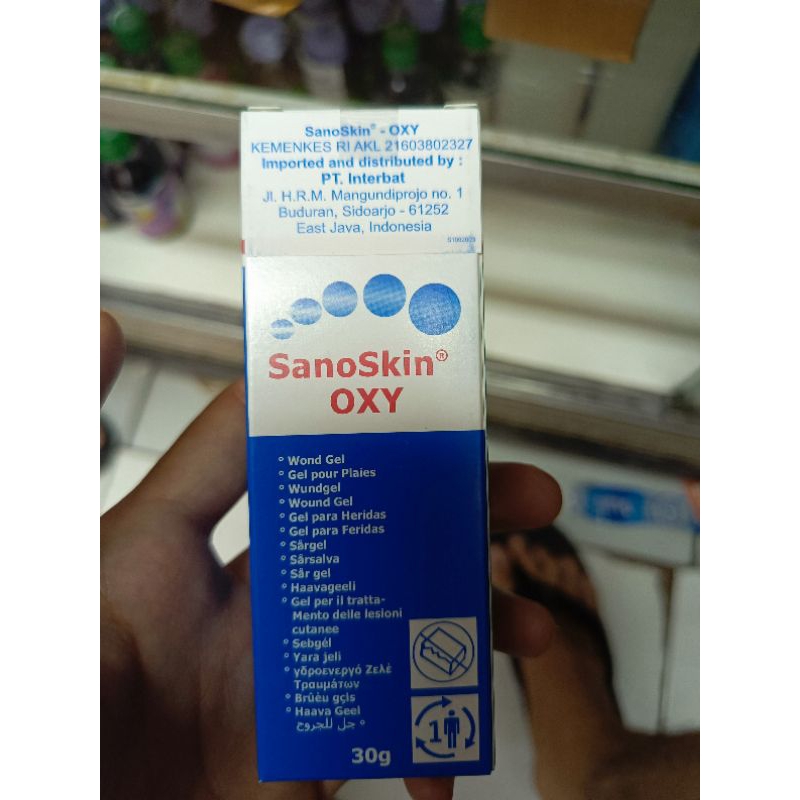 SanoSkin® - OXY
KEMENKES RI AKL 21603802327
Imported and distributed by :
PT. Interbat
Jl. H.R.M. Mangundiprojo no. 1
Buduran, Sidoarjo - 61252
East Java, Indonesia
SanoSkin®
OXY
° Wond Gel
° Gel pour Plaies
° Wundgel
° Wound Gel
° Gel para Heridas
° Gel para Feridas
° Sårgel
° Sårsalva
° Sår gel
° Haavageeli
° Gel per il tratta-
Mento delle lesioni
cutanee
° Sebgél
° Yara jeli
° γδροενεργό Ζελέ
Τραυμάτων
° Brūču gels
° Haava Geel
° جل للجروح
1
30g